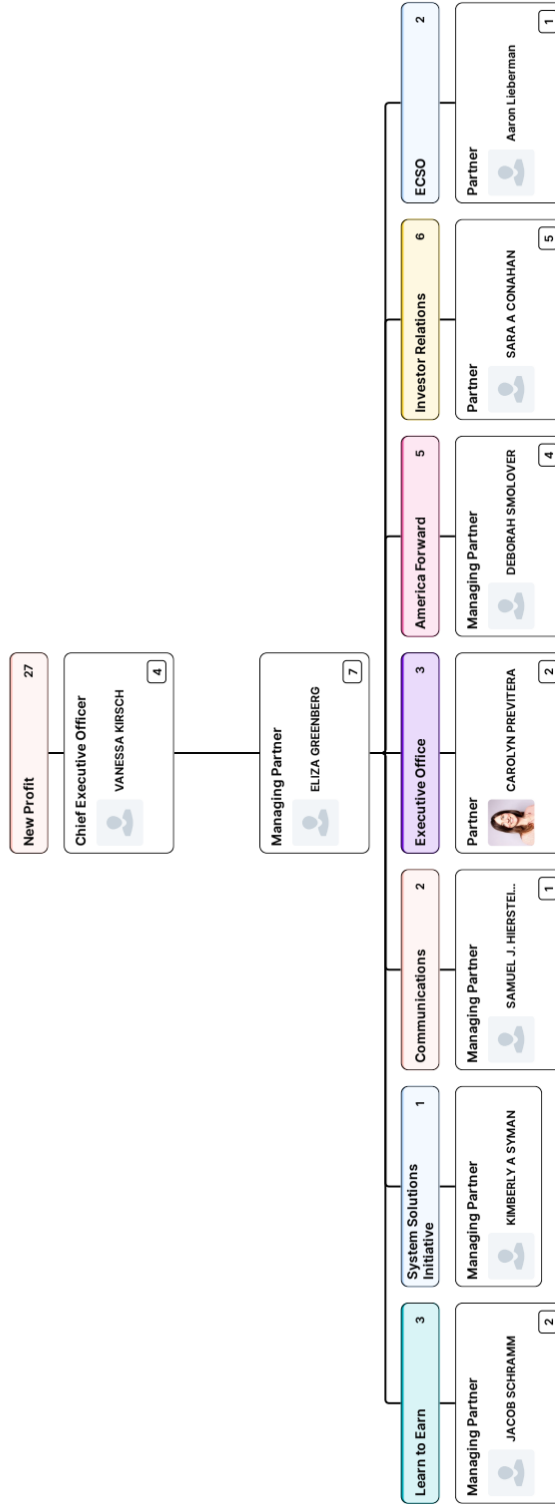 New Profit 27
Chief Executive Officer
VANESSA KIRSCH
4
Managing Partner
ELIZA GREENBERG
7
Learn to Earn 3
Managing Partner
JACOB SCHRAMM
2
System Solutions
Initiative 1
Managing Partner
KIMBERLY A SYMAN
Communications 2
Managing Partner
SAMUEL J. HIERSTEI...
1
Executive Office 3
Partner
CAROLYN PREVITERA
2
America Forward 5
Managing Partner
DEBORAH SMOLOVER
4
Investor Relations 6
Partner
SARA A CONAHAN
5
ECSO 2
Partner
Aaron Lieberman
1